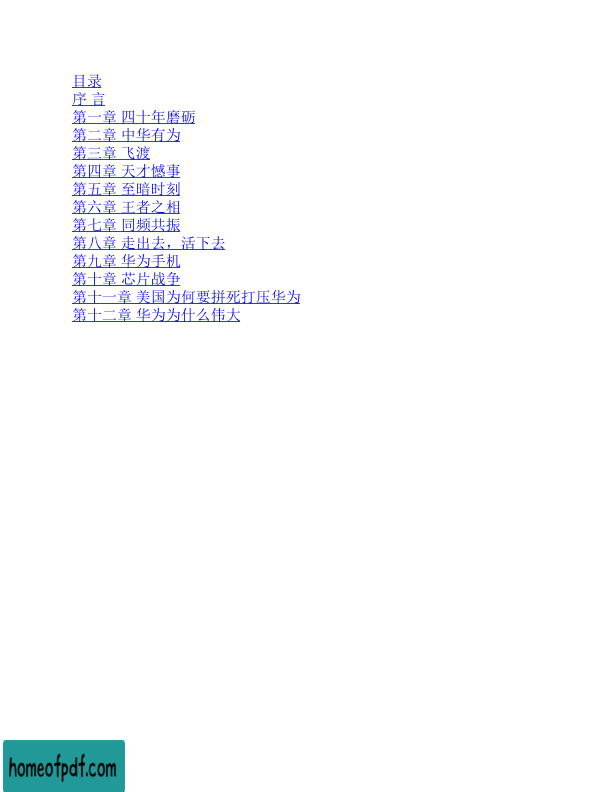 目录
序 言
第一章 四十年磨砺
第二章 中华有为
第三章 飞渡
第四章 天才憾事
第五章 至暗时刻
第六章 王者之相
第七章 同频共振
第八章 走出去，活下去
第九章 华为手机
第十章 芯片战争
第十一章 美国为何要拼死打压华为
第十二章 华为为什么伟大
homeofpdf.com